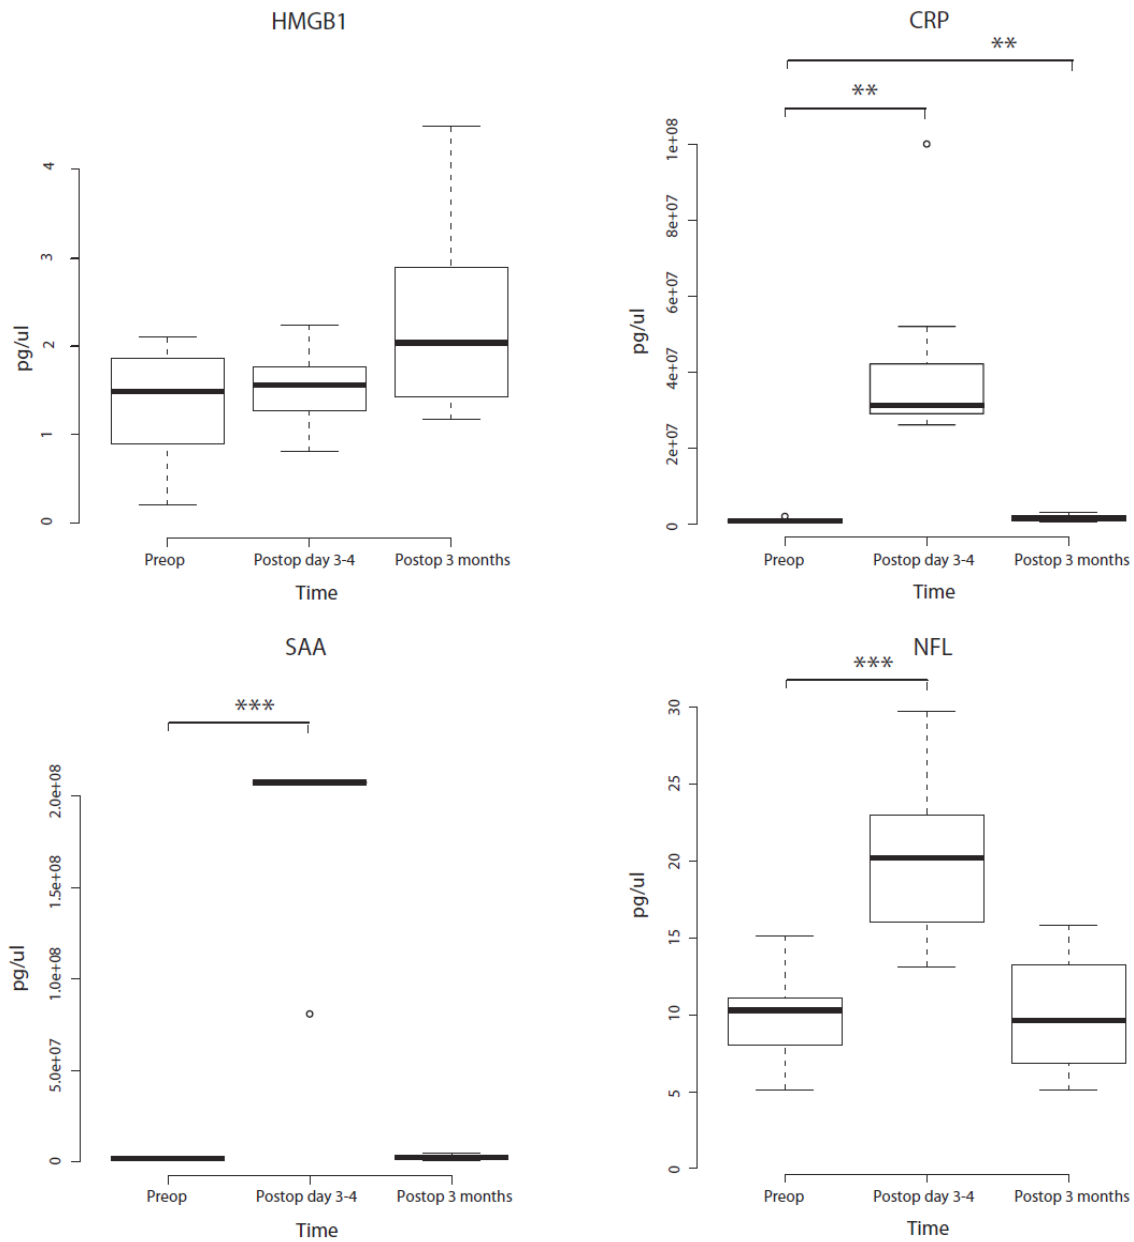 HMGB1
pg/ul
4
3
2
1
0
Preop Postop day 3-4 Postop 3 months
Time
CRP
**
**
pg/ul
1e+08
8e+07
6e+07
4e+07
2e+07
0
Preop Postop day 3-4 Postop 3 months
Time
SAA
***
pg/ul
2.0e+08
1.5e+08
1.0e+08
5.0e+07
0
Preop Postop day 3-4 Postop 3 months
Time
NFL
***
pg/ul
30
25
20
15
10
5
0
Preop Postop day 3-4 Postop 3 months
Time